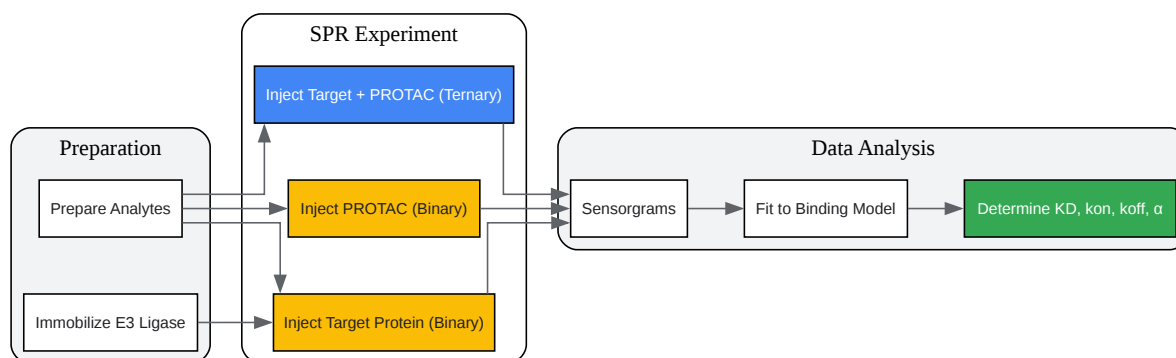 SPR Experiment
Inject Target + PROTAC (Ternary)
Preparation
Data Analysis
Prepare Analytes
Inject PROTAC (Binary)
Sensorgrams
Fit to Binding Model
Determine KD, kon, koff, α
Immobilize E3 Ligase
Inject Target Protein (Binary)